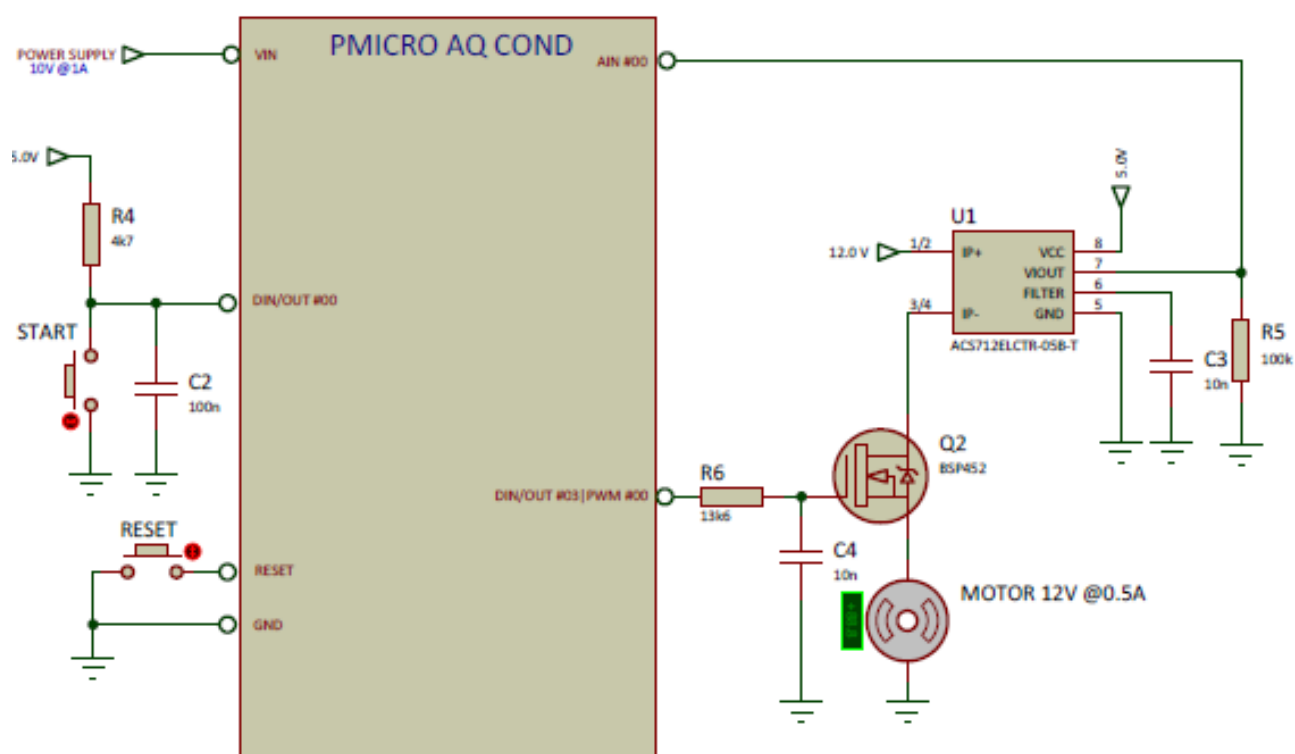 PMICRO AQ COND
POWER SUPPLY
10V @1A
VIN
AIN #00
5.0V
R4
4k7
DIN/OUT #00
START
C2
100n
RESET
RESET
GND
5.0V
U1
12.0 V
1/2
IP+
3/4
IP-
VCC
8
VIOUT
7
FILTER
6
GND
5
ACS712ELCTR-05B-T
C3
10n
R5
100k
Q2
BSP452
DIN/OUT #03|PWM #00
R6
13k6
C4
10n
MOTOR 12V @0.5A